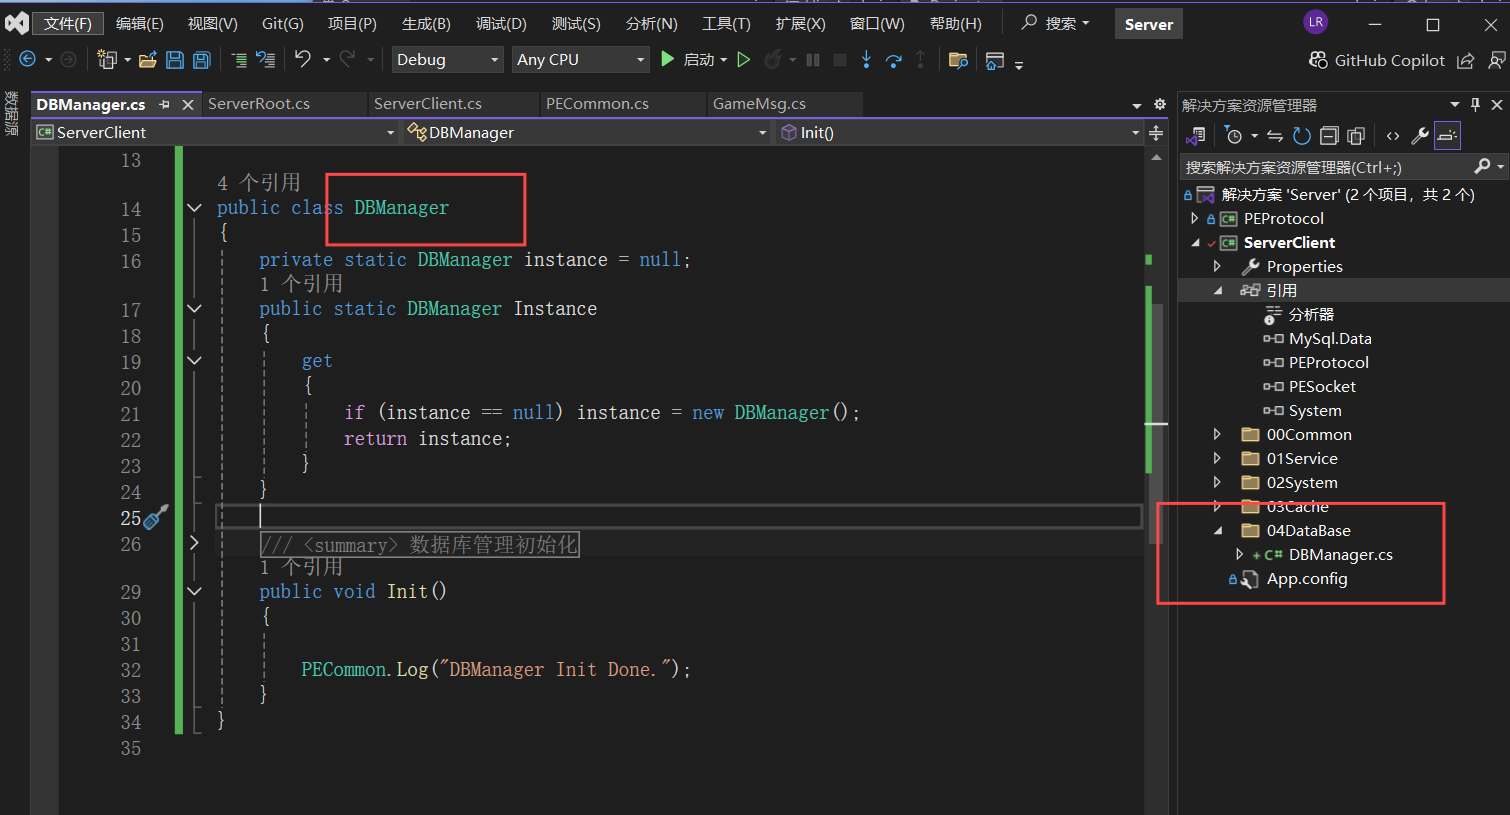 文件(F) 编辑(E) 视图(V) Git(G) 项目(P) 生成(B) 调试(D) 测试(S) 分析(N) 工具(T) 扩展(X) 窗口(W) 帮助(H) 搜索 Server LR
Debug Any CPU 启动 GitHub Copilot
数据源
DBManager.cs ServerRoot.cs ServerClient.cs PECommon.cs GameMsg.cs
C# ServerClient DBManager Init()
13
4 个引用
14 public class DBManager
15 {
16 private static DBManager instance = null;
1 个引用
17 public static DBManager Instance
18 {
19 get
20 {
21 if (instance == null) instance = new DBManager();
22 return instance;
23 }
24 }
25
26 /// <summary> 数据库管理初始化
1 个引用
29 public void Init()
30 {
31
32 PECommon.Log("DBManager Init Done.");
33 }
34 }
35
解决方案资源管理器
搜索解决方案资源管理器(Ctrl+;)
解决方案 'Server' (2 个项目，共 2 个)
C# PEProtocol
C# ServerClient
Properties
引用
分析器
MySql.Data
PEProtocol
PESocket
System
00Common
01Service
02System
03Cache
04DataBase
+ C# DBManager.cs
App.config